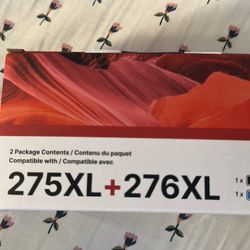 2 Package Contents / Contenu du paquet
Compatible with / Compatible avec
275XL+276XL
1 x
1 x